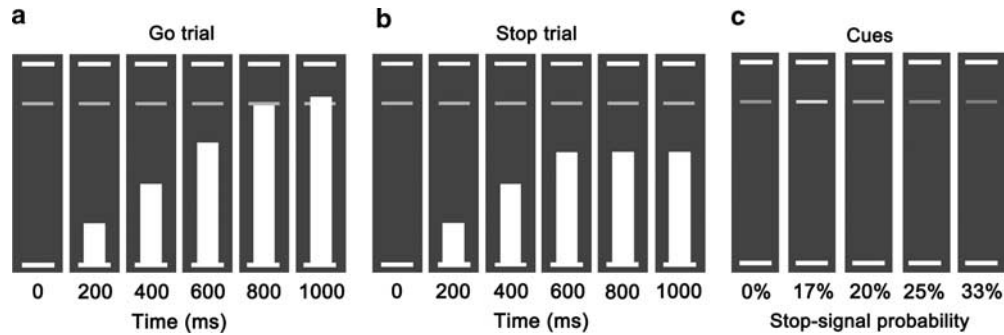 a
Go trial
0 200 400 600 800 1000
Time (ms)
b
Stop trial
0 200 400 600 800 1000
Time (ms)
c
Cues
0% 17% 20% 25% 33%
Stop-signal probability